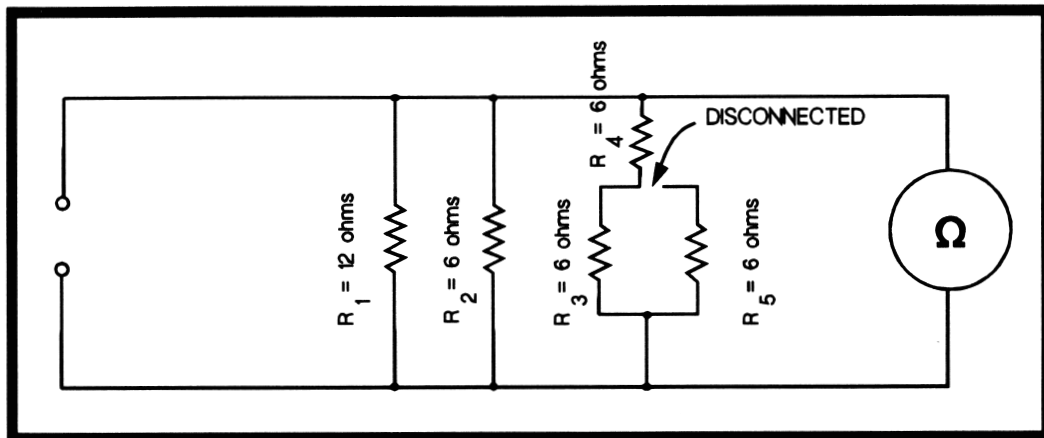 R1 = 12 ohms
R2 = 6 ohms
R3 = 6 ohms
R4 = 6 ohms
DISCONNECTED
R5 = 6 ohms
Ω